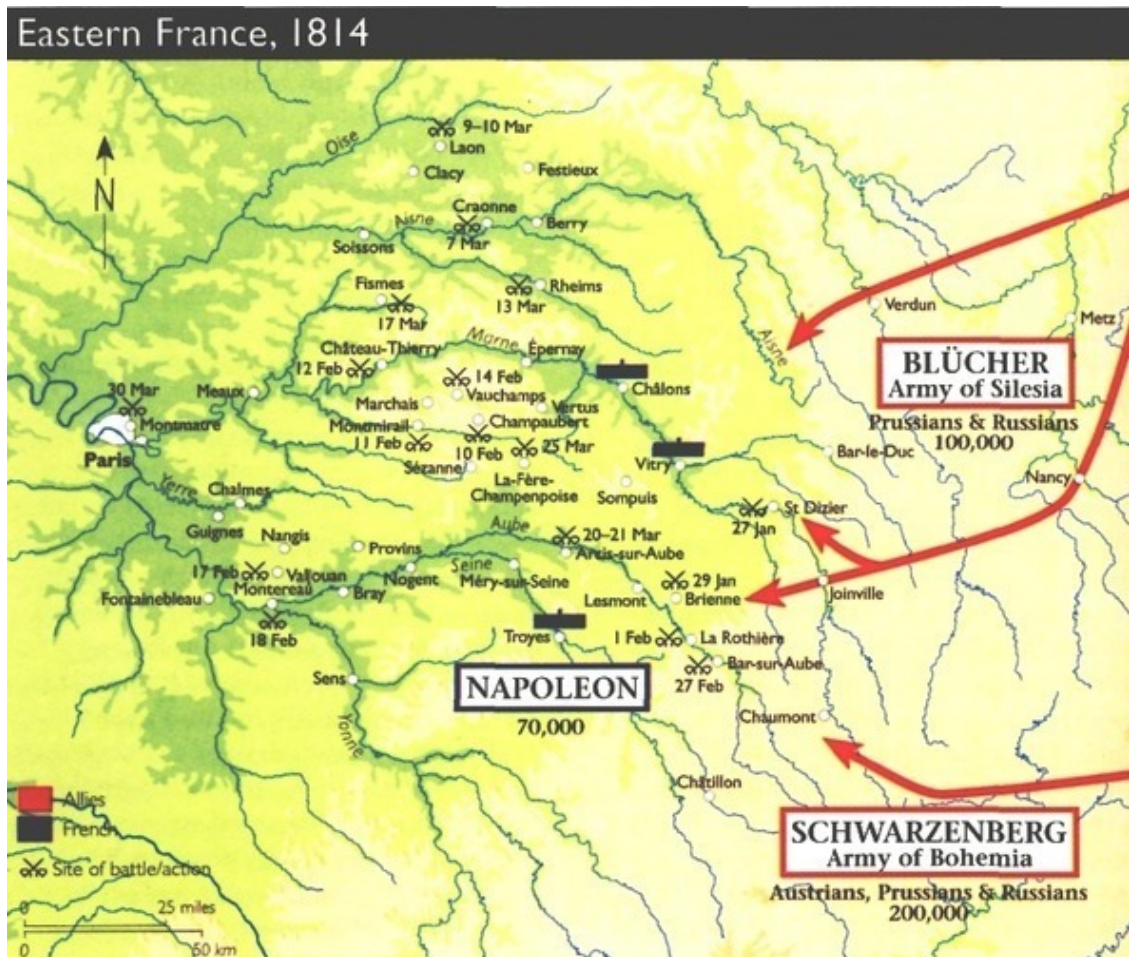 Eastern France, 1814
N
Oise
9–10 Mar
Laon
Clacy
Festieux
Craonne
Aisne
7 Mar
Berry
Soissons
Fismes
17 Mar
Rheims
13 Mar
Verdun
Metz
Aisne
Marne
Château-Thierry
12 Feb
Épernay
14 Feb
Vauchamps
Châlons
BLÜCHER
Army of Silesia
Prussians & Russians
100,000
30 Mar
Meaux
Marchais
Vertus
Montmatre
Montmirail
Champaubert
11 Feb
10 Feb
25 Mar
Paris
Sézanne
La-Fère-
Champenpoise
Vitry
Bar-le-Duc
Nancy
Sompuis
Yerre
Chalmes
Guignes
27 Jan
St Dizier
Nangis
Provins
Aube
20–21 Mar
Arcis-sur-Aube
17 Feb
Valjouan
Nogent
Seine
Méry-sur-Seine
29 Jan
Brienne
Joinville
Fontainebleau
Montereau
Bray
Lesmont
18 Feb
Troyes
1 Feb
La Rothière
Bar-sur-Aube
27 Feb
Sens
NAPOLEON
70,000
Yonne
Chaumont
Châtillon
Allies
French
Site of battle/action
SCHWARZENBERG
Army of Bohemia
Austrians, Prussians & Russians
200,000
0 25 miles
0 50 km